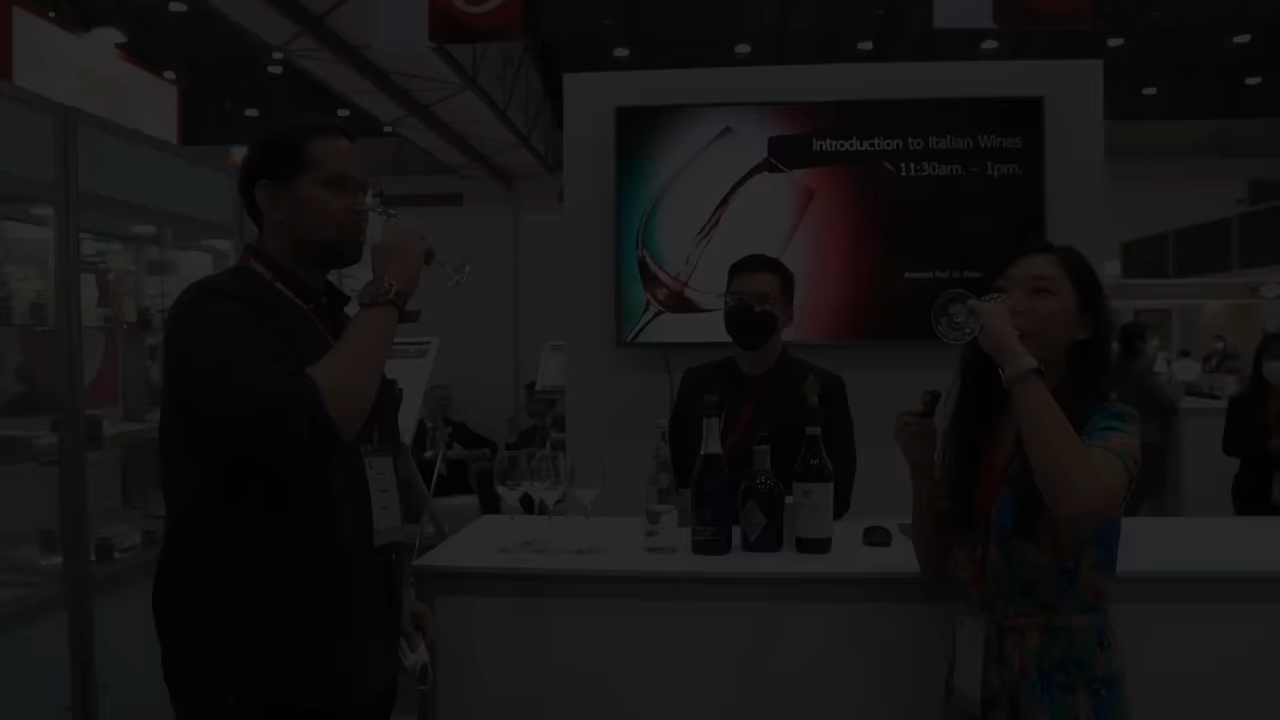 Introduction to Italian Wines
11:30am. – 1pm.